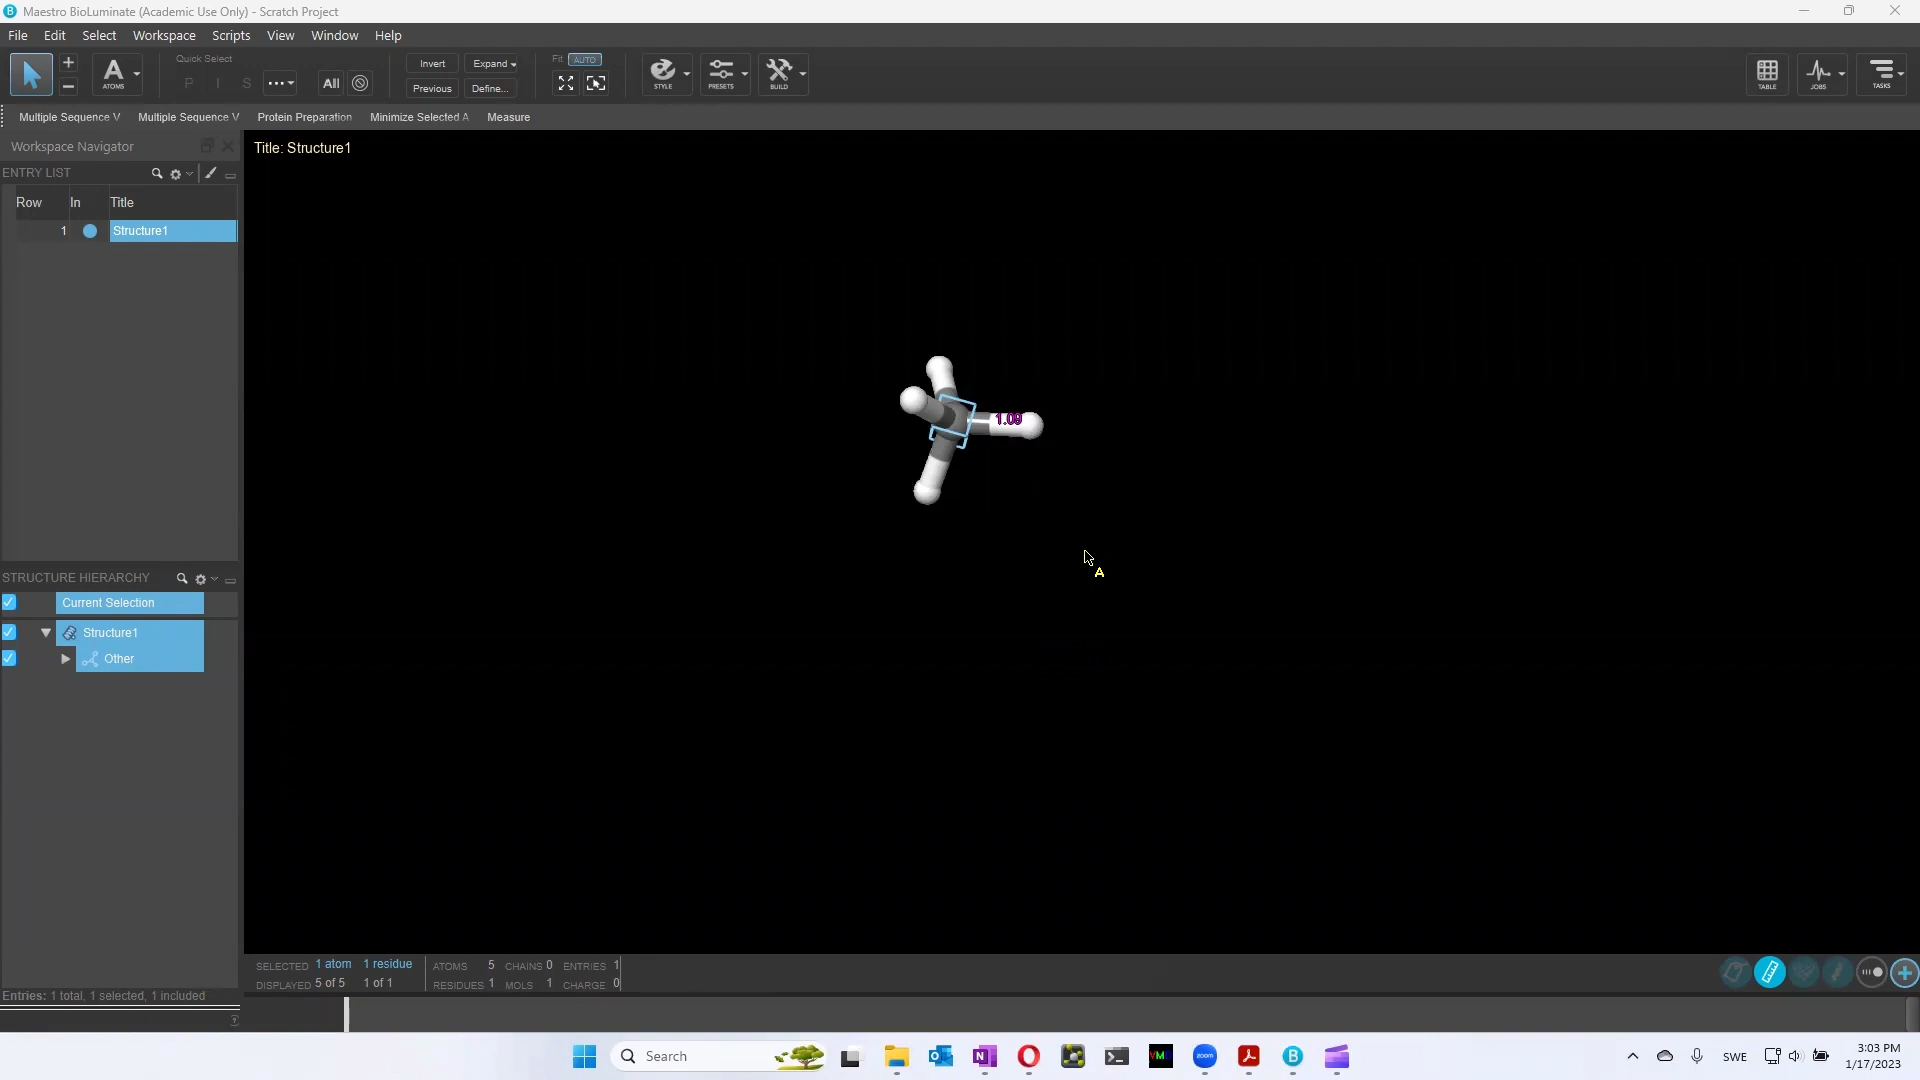 Maestro BioLuminate (Academic Use Only) - Scratch Project
File Edit Select Workspace Scripts View Window Help
A ATOMS
Quick Select
P I S
All
Invert Expand
Previous Define...
Fit AUTO
STYLE PRESETS BUILD
TABLE JOBS TASKS
Multiple Sequence V Multiple Sequence V Protein Preparation Minimize Selected A Measure
Workspace Navigator
ENTRY LIST
Row In Title
1 Structure1
Title: Structure1
1.09
A
STRUCTURE HIERARCHY
Current Selection
Structure1
Other
SELECTED 1 atom 1 residue ATOMS 5 CHAINS 0 ENTRIES 1
DISPLAYED 5 of 5 1 of 1 RESIDUES 1 MOLS 1 CHARGE 0
Entries: 1 total, 1 selected, 1 included
Search
SWE
3:03 PM
1/17/2023